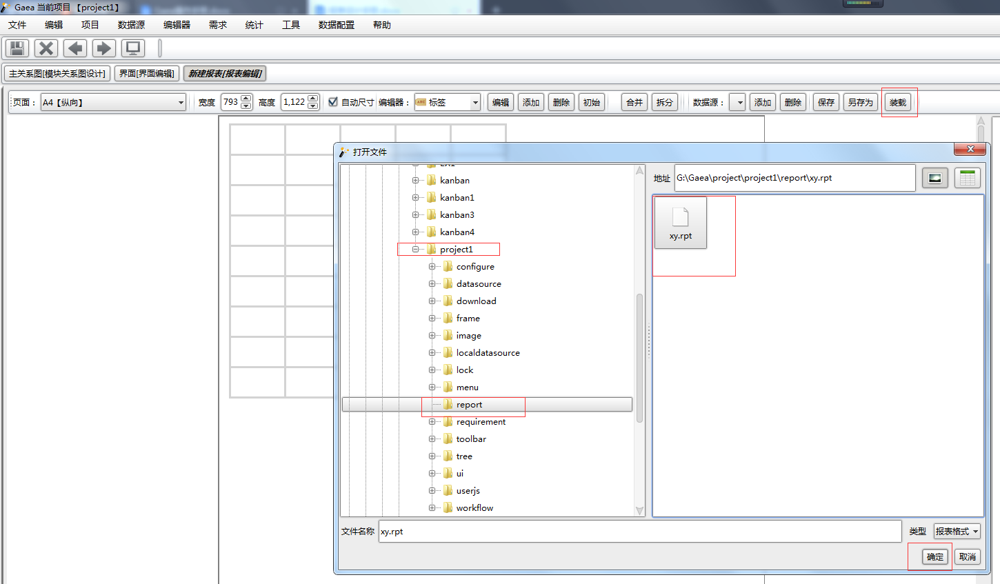 Gaea 当前项目 【project1】
文件 编辑 项目 数据源 编辑器 需求 统计 工具 数据配置 帮助
主关系图[模块关系图设计] 界面[界面编辑] 新建报表[报表编辑]
页面： A4【纵向】 宽度 793 高度 1,122 自动尺寸 编辑器： ABC 标签 编辑 添加 删除 初始 合并 拆分 数据源： 添加 删除 保存 另存为 装载
打开文件
kanban
kanban1
kanban3
kanban4
project1
configure
datasource
download
frame
image
localdatasource
lock
menu
report
requirement
toolbar
tree
ui
userjs
workflow
地址 G:\Gaea\project\project1\report\xy.rpt
xy.rpt
文件名称 xy.rpt 类型 报表格式
确定 取消